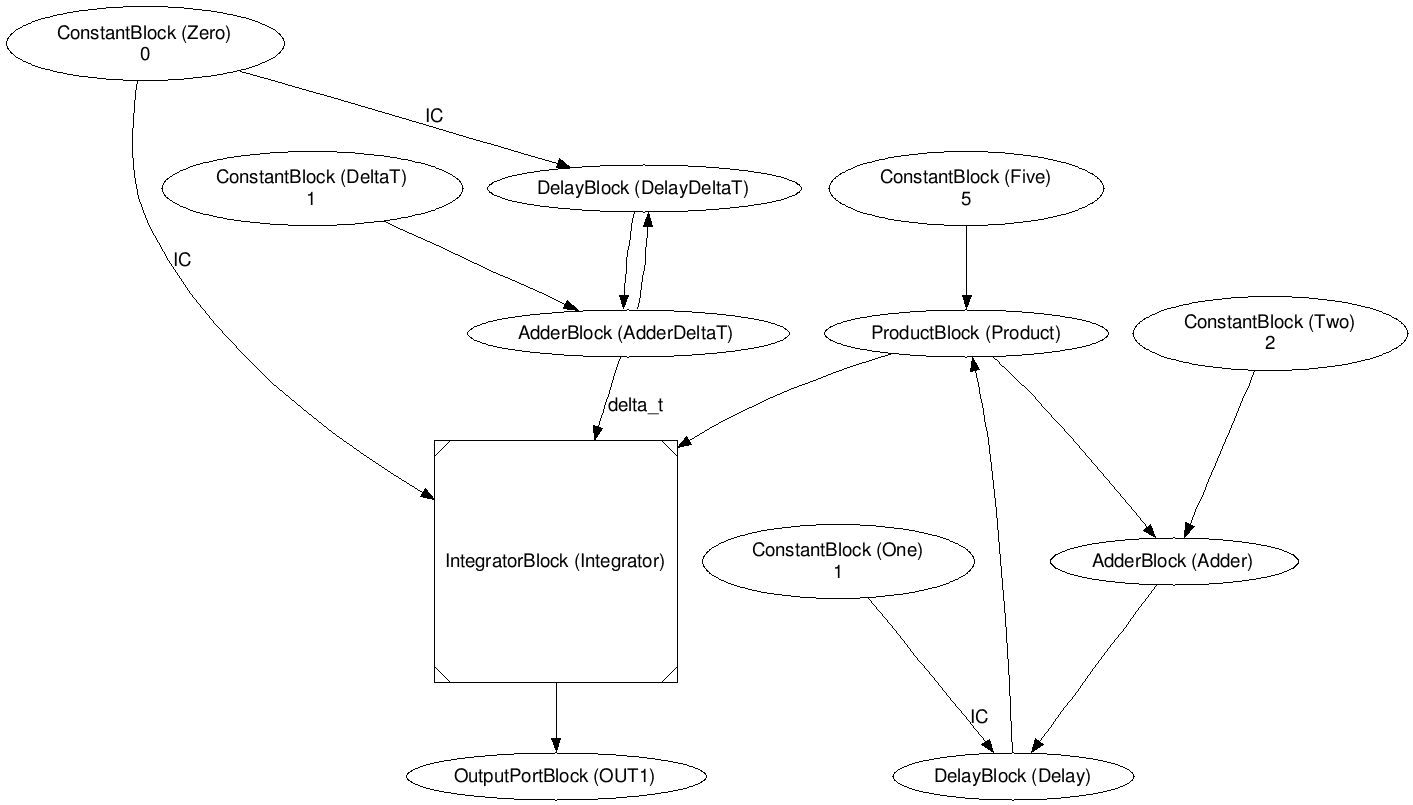 ConstantBlock (Zero)
0
IC
ConstantBlock (DeltaT)
1
DelayBlock (DelayDeltaT)
ConstantBlock (Five)
5
IC
AdderBlock (AdderDeltaT)
ProductBlock (Product)
ConstantBlock (Two)
2
delta_t
IntegratorBlock (Integrator)
ConstantBlock (One)
1
AdderBlock (Adder)
IC
OutputPortBlock (OUT1)
DelayBlock (Delay)